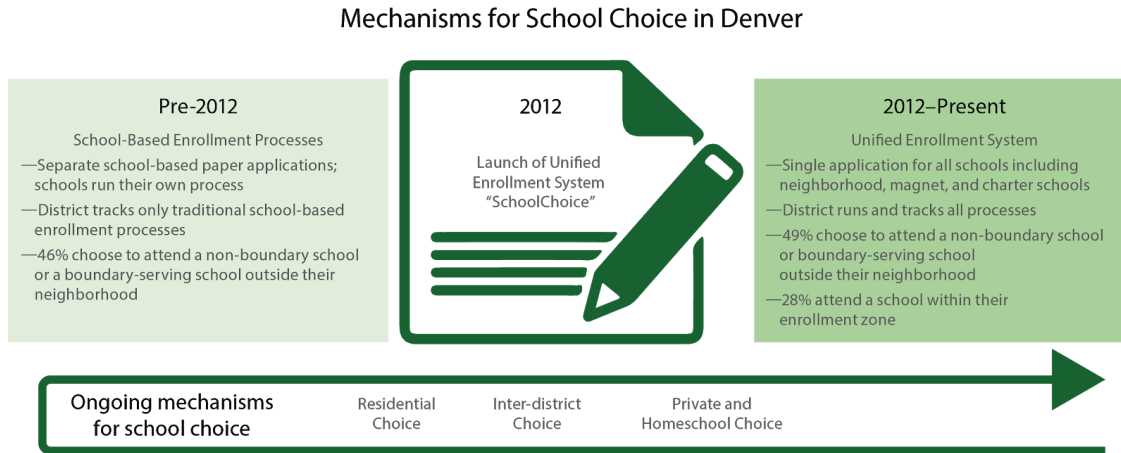 Mechanisms for School Choice in Denver
Pre-2012
School-Based Enrollment Processes
—Separate school-based paper applications;
schools run their own process
—District tracks only traditional school-based
enrollment processes
—46% choose to attend a non-boundary school
or a boundary-serving school outside their
neighborhood
2012
Launch of Unified
Enrollment System
“SchoolChoice”
2012–Present
Unified Enrollment System
—Single application for all schools including
neighborhood, magnet, and charter schools
—District runs and tracks all processes
—49% choose to attend a non-boundary school
or boundary-serving school
outside their neighborhood
—28% attend a school within their
enrollment zone
Ongoing mechanisms
for school choice
Residential
Choice
Inter-district
Choice
Private and
Homeschool Choice